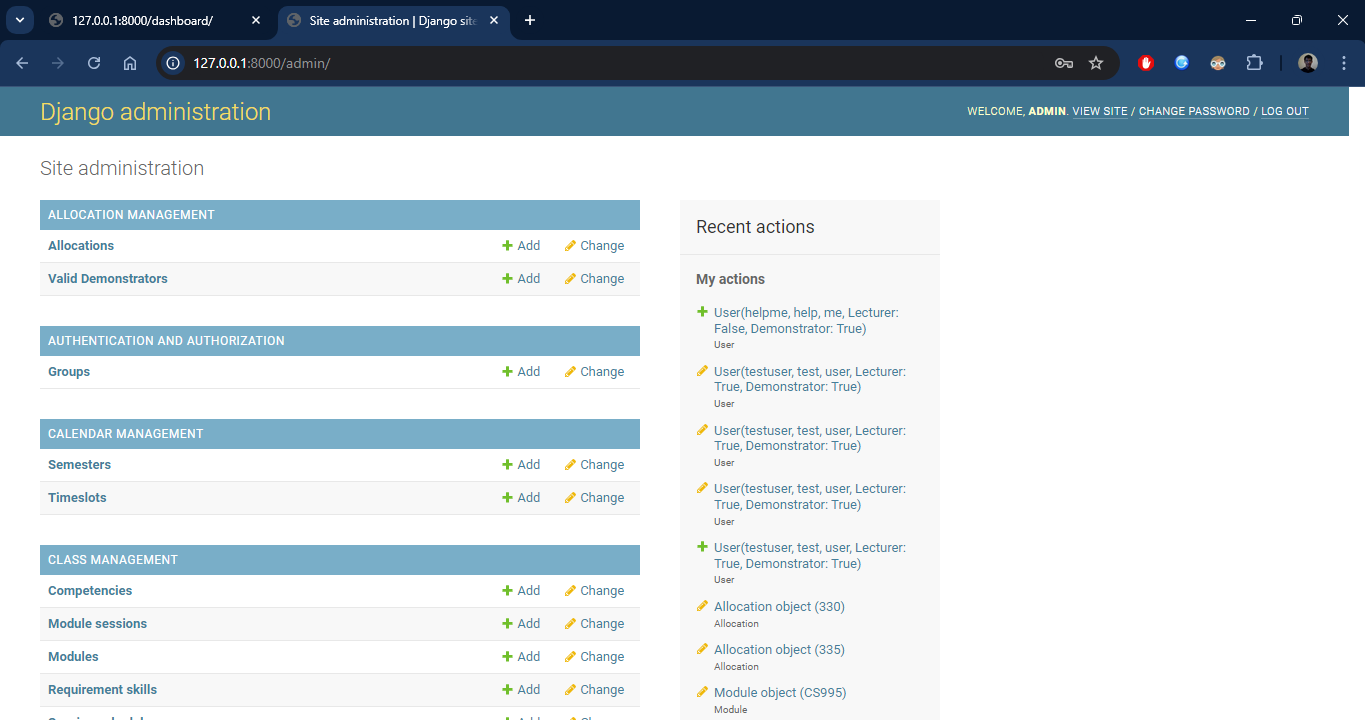 127.0.0.1:8000/dashboard/
Site administration | Django site
127.0.0.1:8000/admin/
Django administration
WELCOME, ADMIN. VIEW SITE / CHANGE PASSWORD / LOG OUT
Site administration
ALLOCATION MANAGEMENT
Allocations Add Change
Valid Demonstrators Add Change
AUTHENTICATION AND AUTHORIZATION
Groups Add Change
CALENDAR MANAGEMENT
Semesters Add Change
Timeslots Add Change
CLASS MANAGEMENT
Competencies Add Change
Module sessions Add Change
Modules Add Change
Requirement skills Add Change
Recent actions
My actions
User(helpme, help, me, Lecturer:
False, Demonstrator: True)
User
User(testuser, test, user, Lecturer:
True, Demonstrator: True)
User
User(testuser, test, user, Lecturer:
True, Demonstrator: True)
User
User(testuser, test, user, Lecturer:
True, Demonstrator: True)
User
User(testuser, test, user, Lecturer:
True, Demonstrator: True)
User
Allocation object (330)
Allocation
Allocation object (335)
Allocation
Module object (CS995)
Module